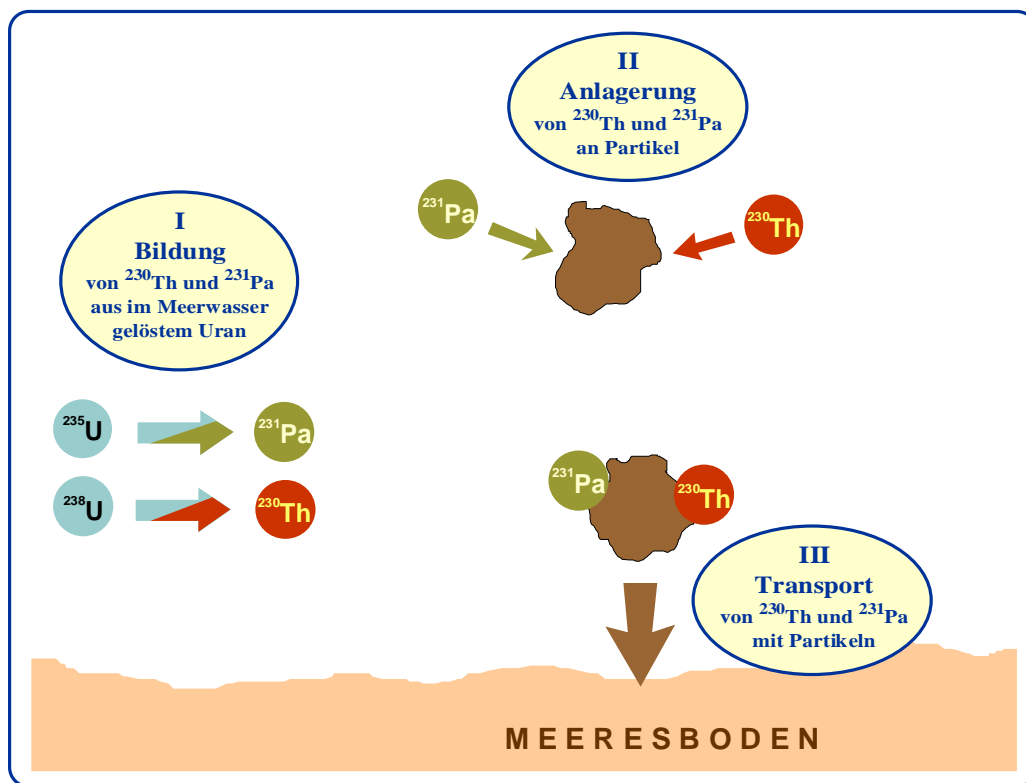 I
Bildung
von ²³⁰Th und ²³¹Pa
aus im Meerwasser
gelöstem Uran
²³⁵U
²³¹Pa
²³⁸U
²³⁰Th
II
Anlagerung
von ²³⁰Th und ²³¹Pa
an Partikel
²³¹Pa
²³⁰Th
²³¹Pa
²³⁰Th
III
Transport
von ²³⁰Th und ²³¹Pa
mit Partikeln
MEERESBODEN